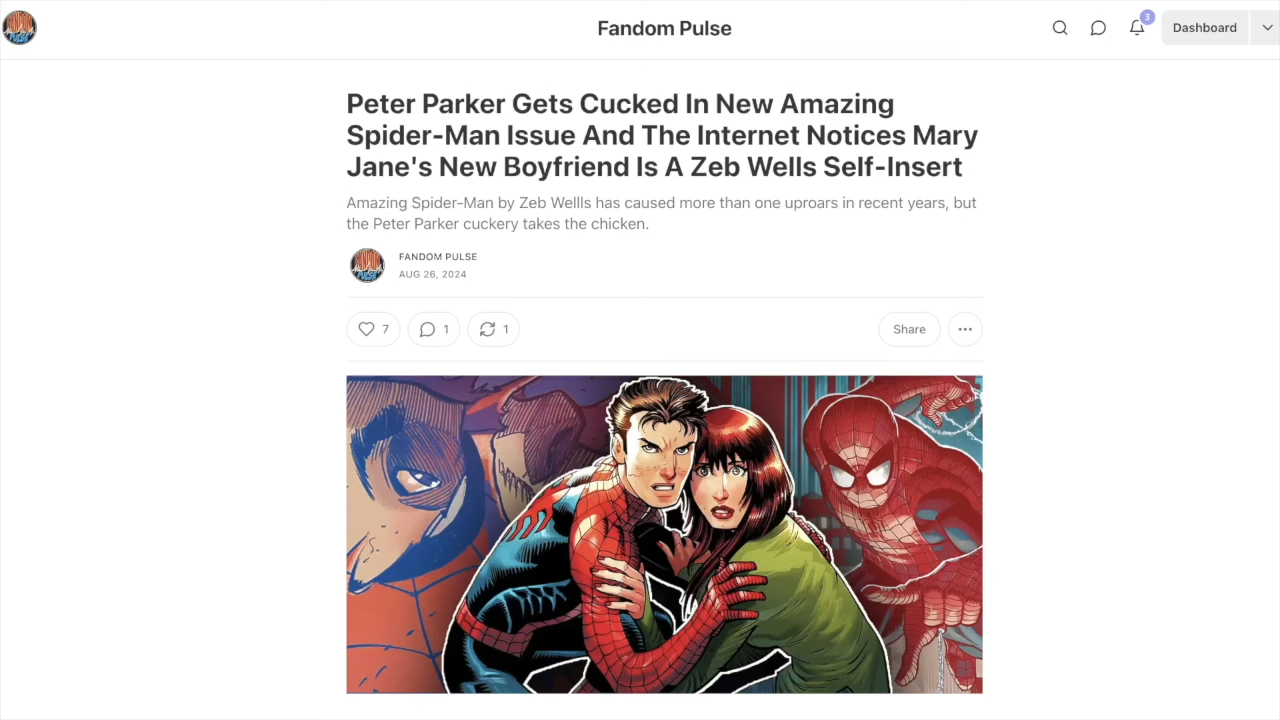 Fandom Pulse
3
Dashboard
Peter Parker Gets Cucked In New Amazing
Spider-Man Issue And The Internet Notices Mary
Jane's New Boyfriend Is A Zeb Wells Self-Insert
Amazing Spider-Man by Zeb Wellls has caused more than one uproars in recent years, but
the Peter Parker cuckery takes the chicken.
FANDOM PULSE
AUG 26, 2024
7
1
1
Share